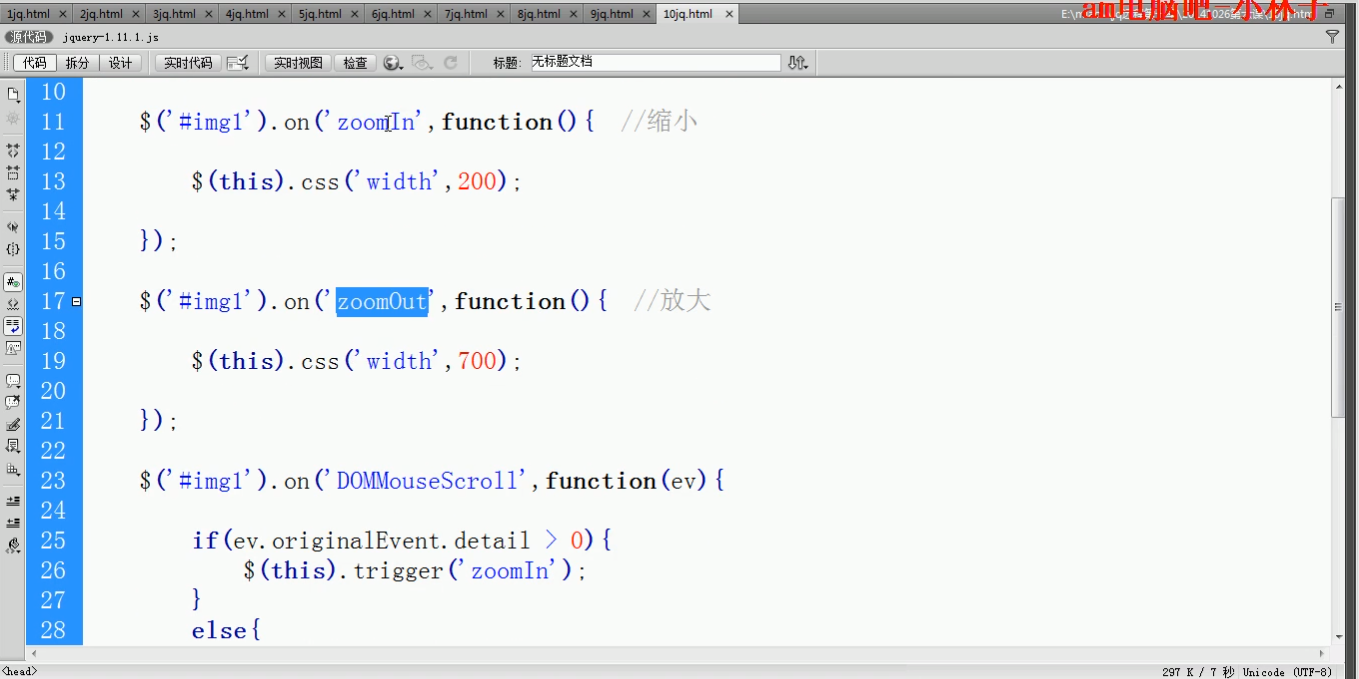 1jq.html 2jq.html 3jq.html 4jq.html 5jq.html 6jq.html 7jq.html 8jq.html 9jq.html 10jq.html
am电脑吧-小林子
源代码 jquery-1.11.1.js
代码 拆分 设计 实时代码 实时视图 检查 标题: 无标题文档
10
11 $('#img1').on('zoomIn',function(){ //缩小
12
13 $(this).css('width',200);
14
15 });
16
17 $('#img1').on('zoomOut',function(){ //放大
18
19 $(this).css('width',700);
20
21 });
22
23 $('#img1').on('DOMMouseScroll',function(ev){
24
25 if(ev.originalEvent.detail > 0){
26 $(this).trigger('zoomIn');
27 }
28 else{
<head> 297 K / 7 秒 Unicode (UTF-8)